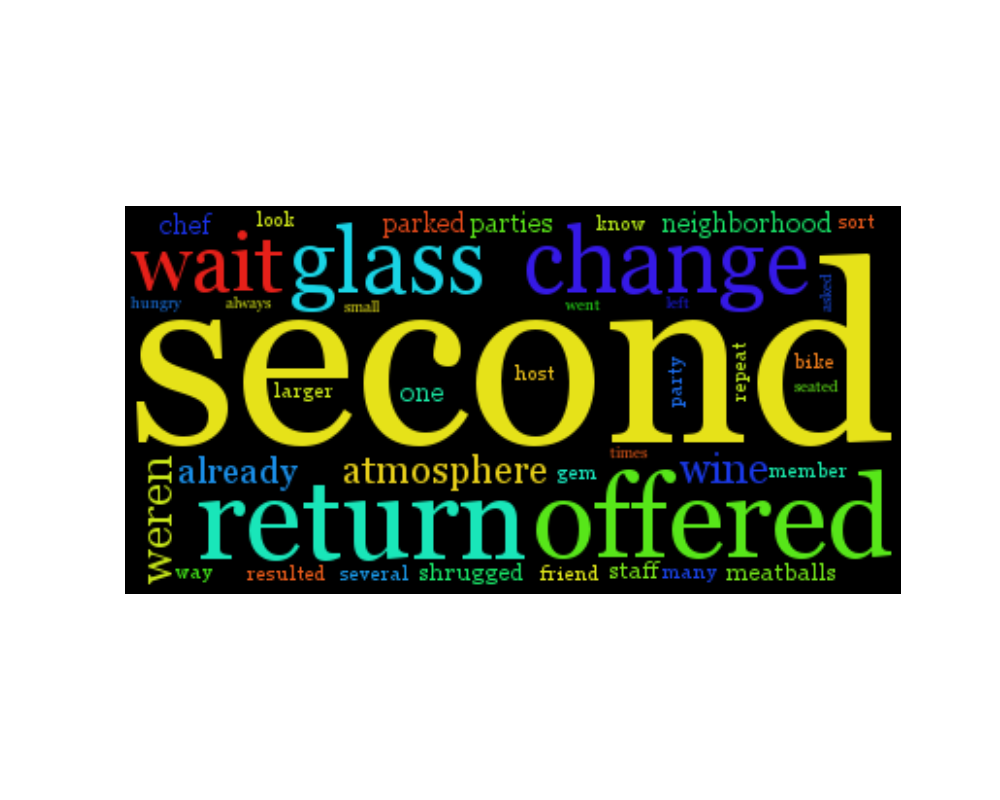 chef look parked parties know neighborhood sort
wait glass change asked
hungry always small went left
second
larger one host party repeat bike
seated
times
weren already atmosphere gem wine member
return offered
way resulted several shrugged friend staff many meatballs